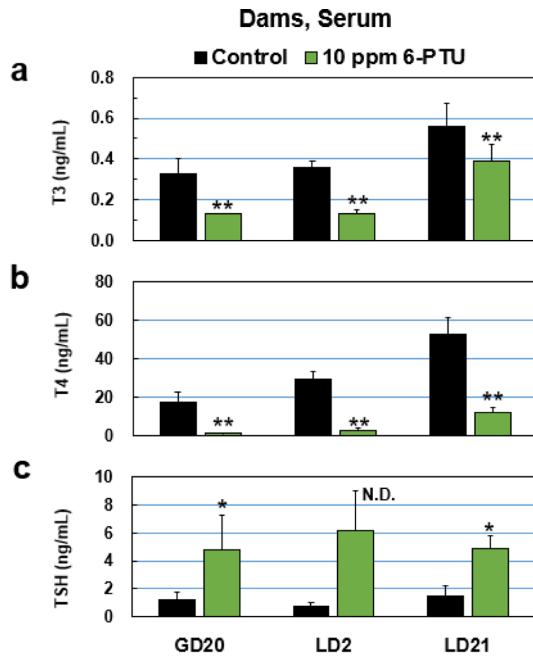 Dams, Serum
Control 10 ppm 6-PTU
a
T3 (ng/mL)
0.8
0.6
0.4
0.2
0.0
**
**
**
b
T4 (ng/mL)
80
60
40
20
0
**
**
**
c
TSH (ng/mL)
10
8
6
4
2
0
*
N.D.
*
GD20 LD2 LD21